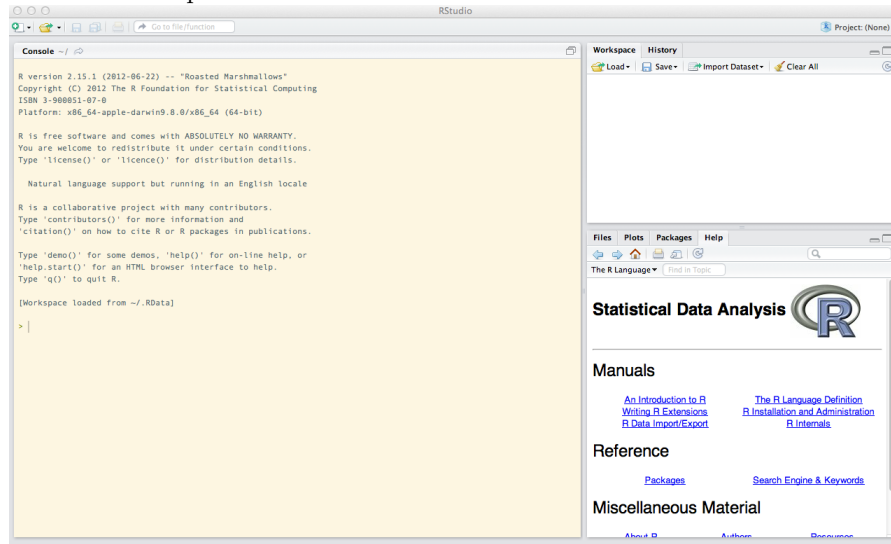 RStudio
Go to file/function
Project: (None)
Console ~/
R version 2.15.1 (2012-06-22) -- "Roasted Marshmallows"
Copyright (C) 2012 The R Foundation for Statistical Computing
ISBN 3-900051-07-0
Platform: x86_64-apple-darwin9.8.0/x86_64 (64-bit)
R is free software and comes with ABSOLUTELY NO WARRANTY.
You are welcome to redistribute it under certain conditions.
Type 'license()' or 'licence()' for distribution details.
Natural language support but running in an English locale
R is a collaborative project with many contributors.
Type 'contributors()' for more information and
'citation()' on how to cite R or R packages in publications.
Type 'demo()' for some demos, 'help()' for on-line help, or
'help.start()' for an HTML browser interface to help.
Type 'q()' to quit R.
[Workspace loaded from ~/.RData]
>
Workspace History
Load Save Import Dataset Clear All
Files Plots Packages Help
The R Language Find in Topic
Statistical Data Analysis R
Manuals
An Introduction to R The R Language Definition
Writing R Extensions R Installation and Administration
R Data Import/Export R Internals
Reference
Packages Search Engine & Keywords
Miscellaneous Material
About R Authors Resources